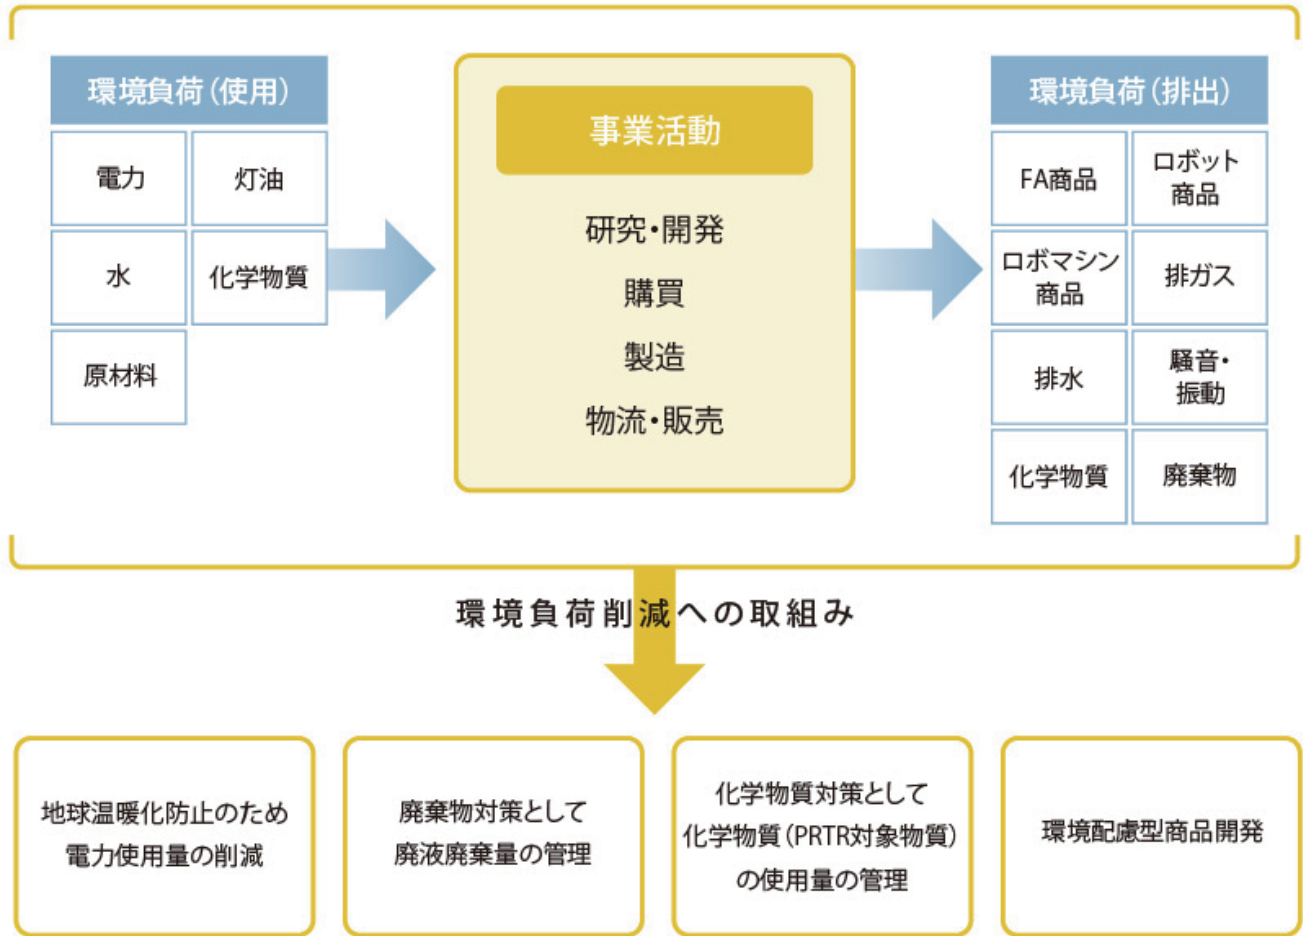 環境負荷（使用）
電力
灯油
水
化学物質
原材料
事業活動
研究・開発
購買
製造
物流・販売
環境負荷（排出）
FA商品
ロボット
商品
ロボマシン
商品
排ガス
排水
騒音・
振動
化学物質
廃棄物
環境負荷削減への取組み
地球温暖化防止のため
電力使用量の削減
廃棄物対策として
廃液廃棄量の管理
化学物質対策として
化学物質（PRTR対象物質）
の使用量の管理
環境配慮型商品開発